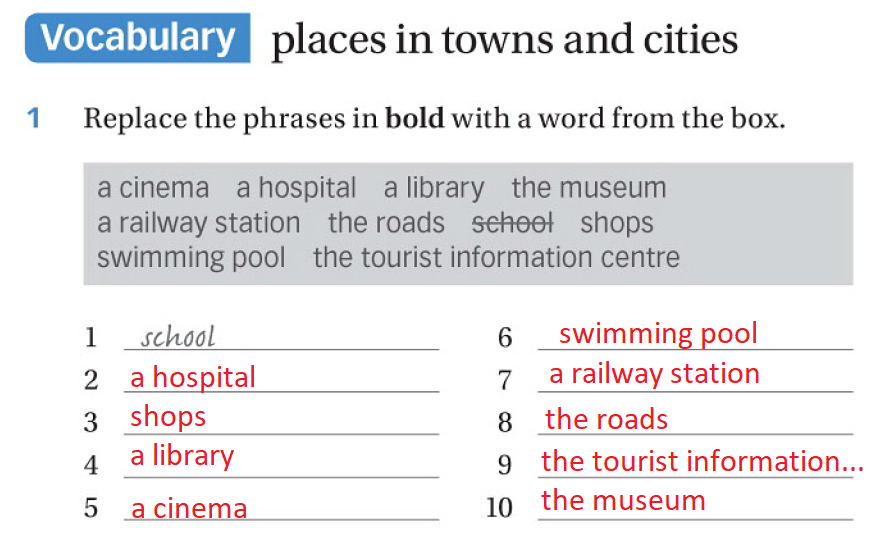 Vocabulary places in towns and cities
1 Replace the phrases in bold with a word from the box.
a cinema a hospital a library the museum
a railway station the roads school shops
swimming pool the tourist information centre
1 school
2 a hospital
3 shops
4 a library
5 a cinema
6 swimming pool
7 a railway station
8 the roads
9 the tourist information...
10 the museum